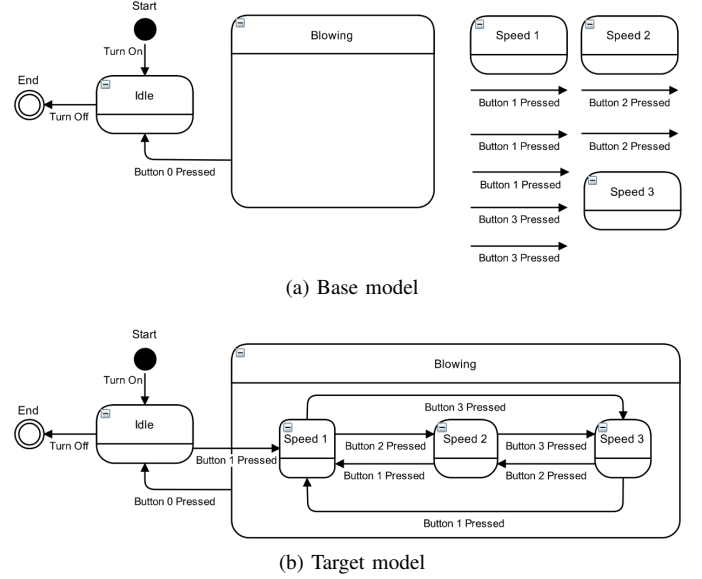 Start
Blowing
Speed 1
Speed 2
Turn On
End
Idle
Turn Off
Button 1 Pressed
Button 2 Pressed
Button 1 Pressed
Button 2 Pressed
Button 0 Pressed
Button 1 Pressed
Speed 3
Button 3 Pressed
Button 3 Pressed
(a) Base model
Start
Blowing
Turn On
End
Idle
Button 3 Pressed
Speed 1
Speed 2
Speed 3
Turn Off
Button 2 Pressed
Button 3 Pressed
Button 1 Pressed
Button 1 Pressed
Button 2 Pressed
Button 0 Pressed
Button 1 Pressed
(b) Target model